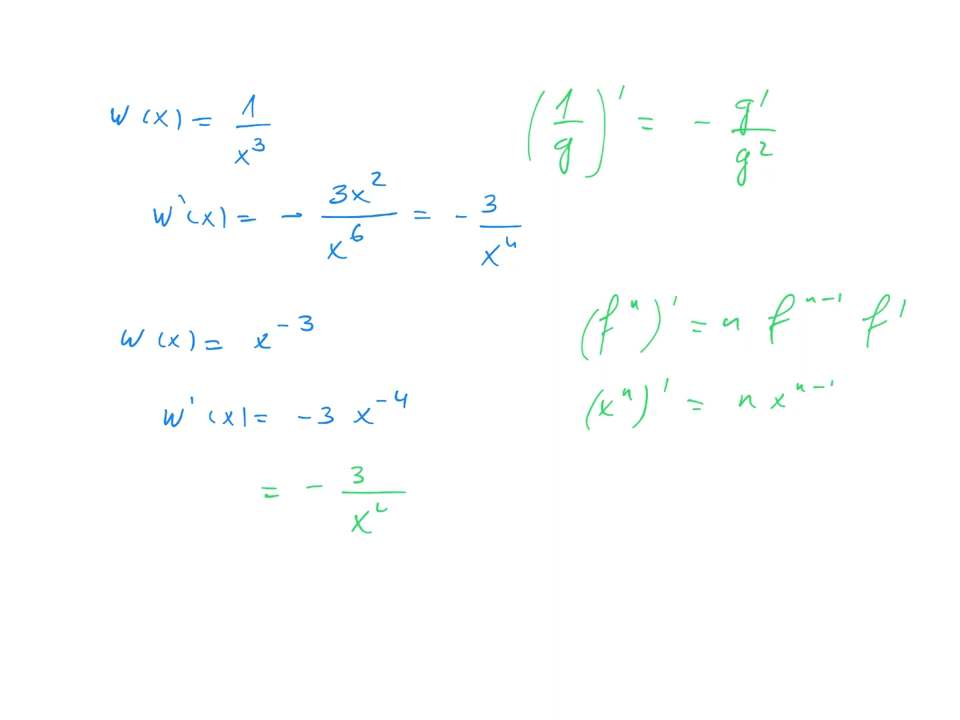 W(x) = 1/x³
(1/g)' = - g'/g²
W'(x) = - 3x²/x⁶ = - 3/x⁴
W(x) = x⁻³
(fⁿ)' = n fⁿ⁻¹ f'
W'(x) = -3 x⁻⁴
(xⁿ)' = n xⁿ⁻¹
= - 3/x⁴